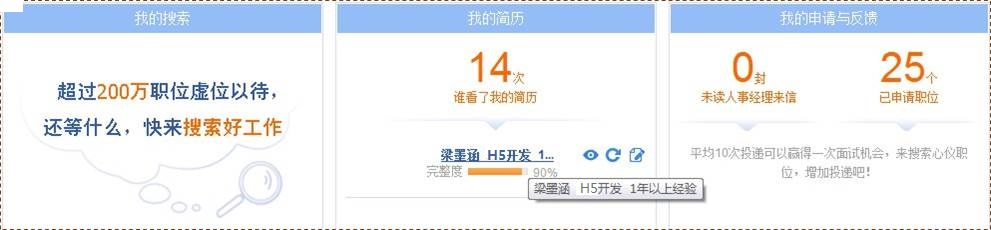 我的搜索
超过200万职位虚位以待，
还等什么，快来搜索好工作
我的简历
14次
谁看了我的简历
梁墨涵 H5开发 1...
完整度 90%
梁墨涵 H5开发 1年以上经验
我的申请与反馈
0封
未读人事经理来信
25个
已申请职位
平均10次投递可以赢得一次面试机会，来搜索心仪职
位，增加投递吧！